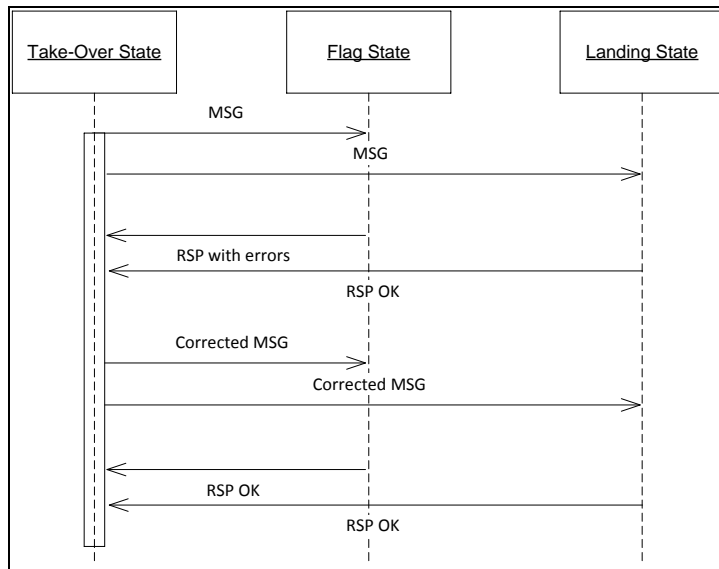 Take-Over State
Flag State
Landing State
MSG
MSG
RSP with errors
RSP OK
Corrected MSG
Corrected MSG
RSP OK
RSP OK